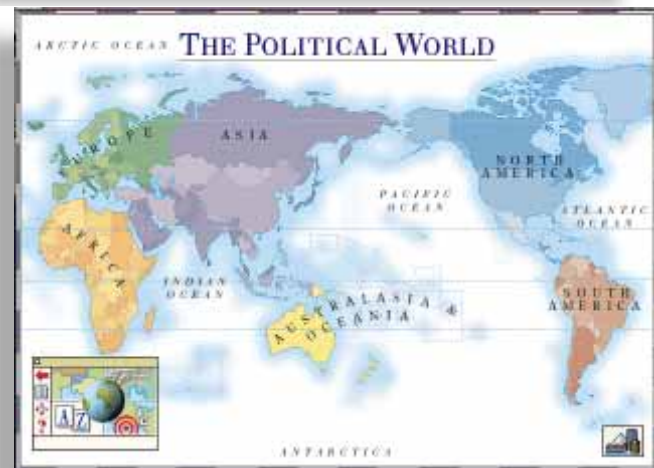 ARCTIC OCEAN
THE POLITICAL WORLD
EUROPE
ASIA
NORTH
AMERICA
PACIFIC
OCEAN
ATLANTIC
OCEAN
AFRICA
INDIAN
OCEAN
AUSTRALASIA &
OCEANIA
SOUTH
AMERICA
?
A Z
ANTARCTICA